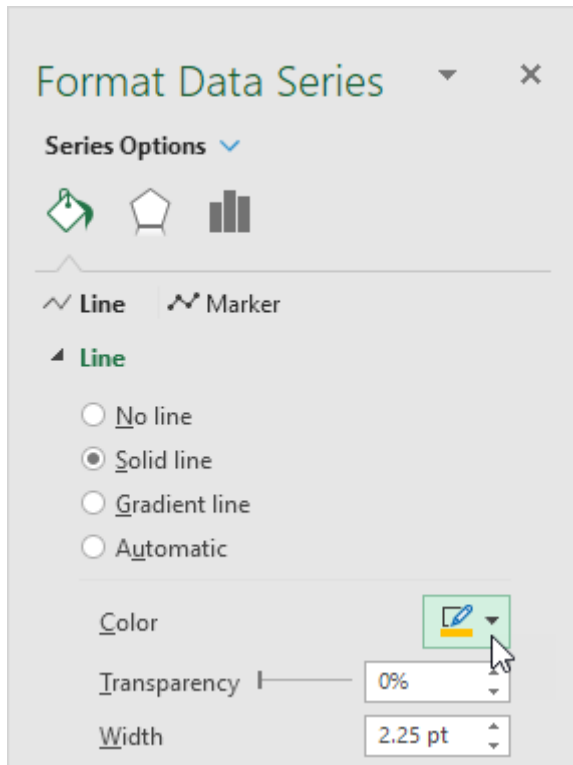 Format Data Series
Series Options
Line Marker
Line
No line
Solid line
Gradient line
Automatic
Color
Transparency 0%
Width 2.25 pt